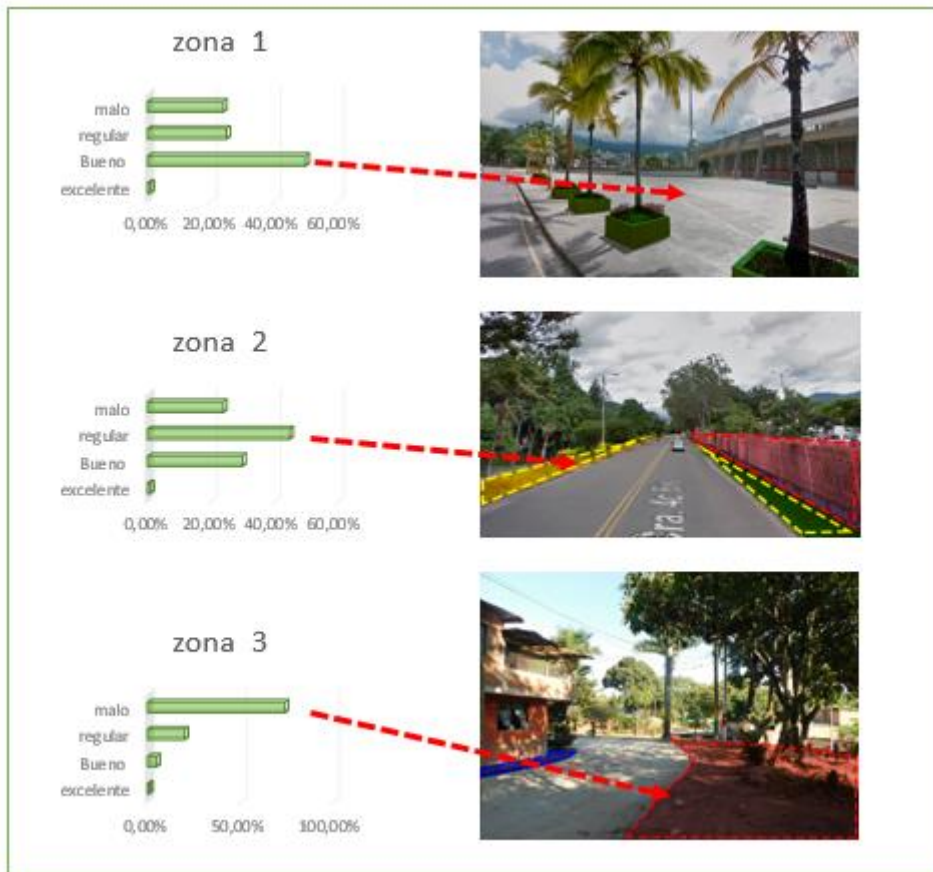 zona 1
malo
regular
Bueno
excelente
0,00% 20,00% 40,00% 60,00%
zona 2
malo
regular
Bueno
excelente
0,00% 20,00% 40,00% 60,00%
Cra. 4c
zona 3
malo
regular
Bueno
excelente
0,00% 50,00% 100,00%